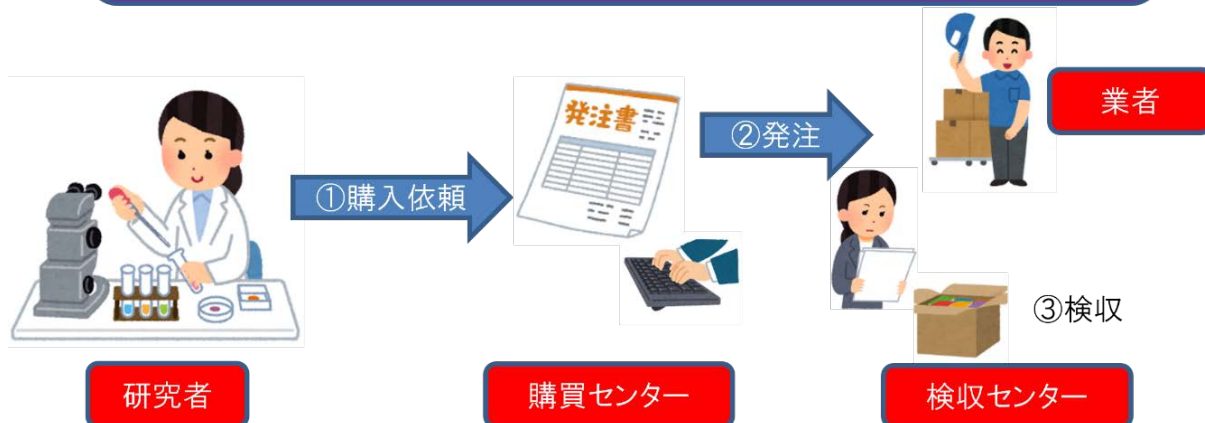 業者
発注書
②発注
①購入依頼
③検収
研究者
購買センター
検収センター